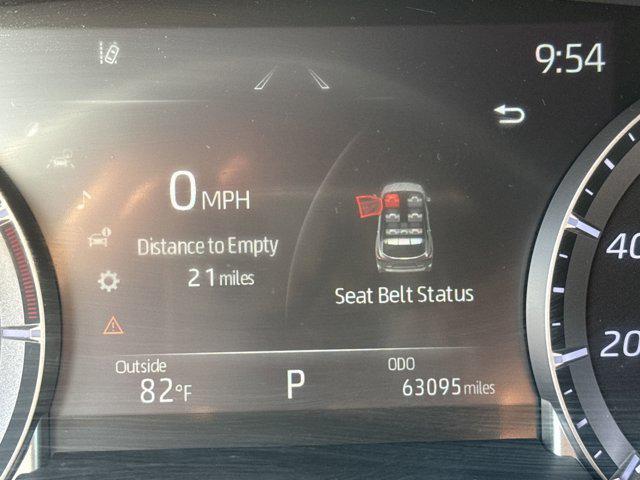 9:54
0 MPH
Distance to Empty
21 miles
Seat Belt Status
Outside
82°F
P
ODO
63095 miles
40
20